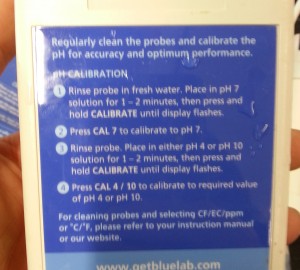 Regularly clean the probes and calibrate the
pH for accuracy and optimum performance.
pH CALIBRATION
1 Rinse probe in fresh water. Place in pH 7
solution for 1 – 2 minutes, then press and
hold CALIBRATE until display flashes.
2 Press CAL 7 to calibrate to pH 7.
3 Rinse probe. Place in either pH 4 or pH 10
solution for 1 – 2 minutes, then press and
hold CALIBRATE until display flashes.
4 Press CAL 4 / 10 to calibrate to required value
of pH 4 or pH 10.
For cleaning probes and selecting CF/EC/ppm
or °C/°F, please refer to your instruction manual
or our website.
www.getbluelab.com